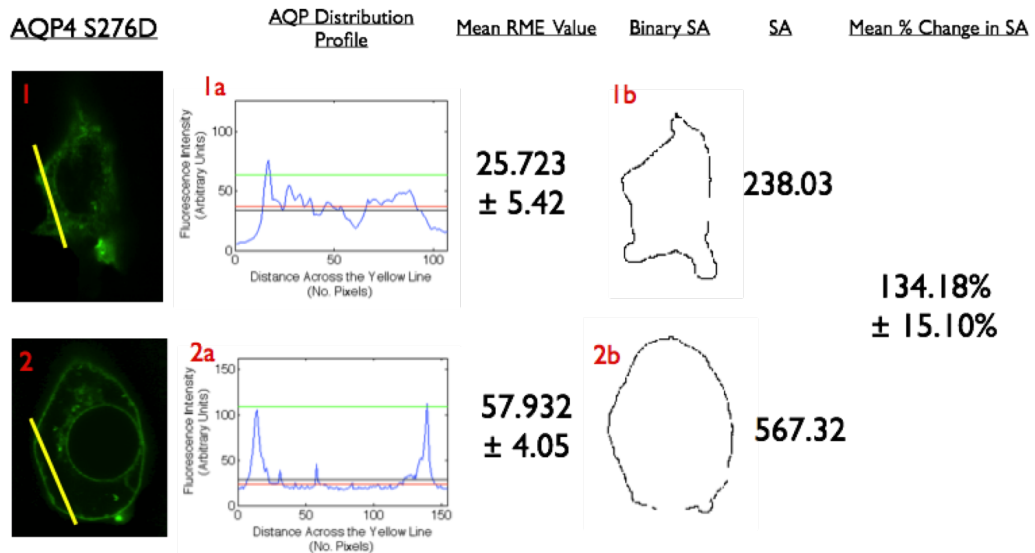 AQP4 S276D
AQP Distribution
Profile
Mean RME Value
Binary SA
SA
Mean % Change in SA
1
1a
Fluorescence Intensity
(Arbitrary Units)
100
50
0
0
50
100
Distance Across the Yellow Line
(No. Pixels)
25.723
± 5.42
1b
238.03
134.18%
± 15.10%
2
2a
Fluorescence Intensity
(Arbitrary Units)
150
100
50
0
0
50
100
150
Distance Across the Yellow Line
(No. Pixels)
57.932
± 4.05
2b
567.32